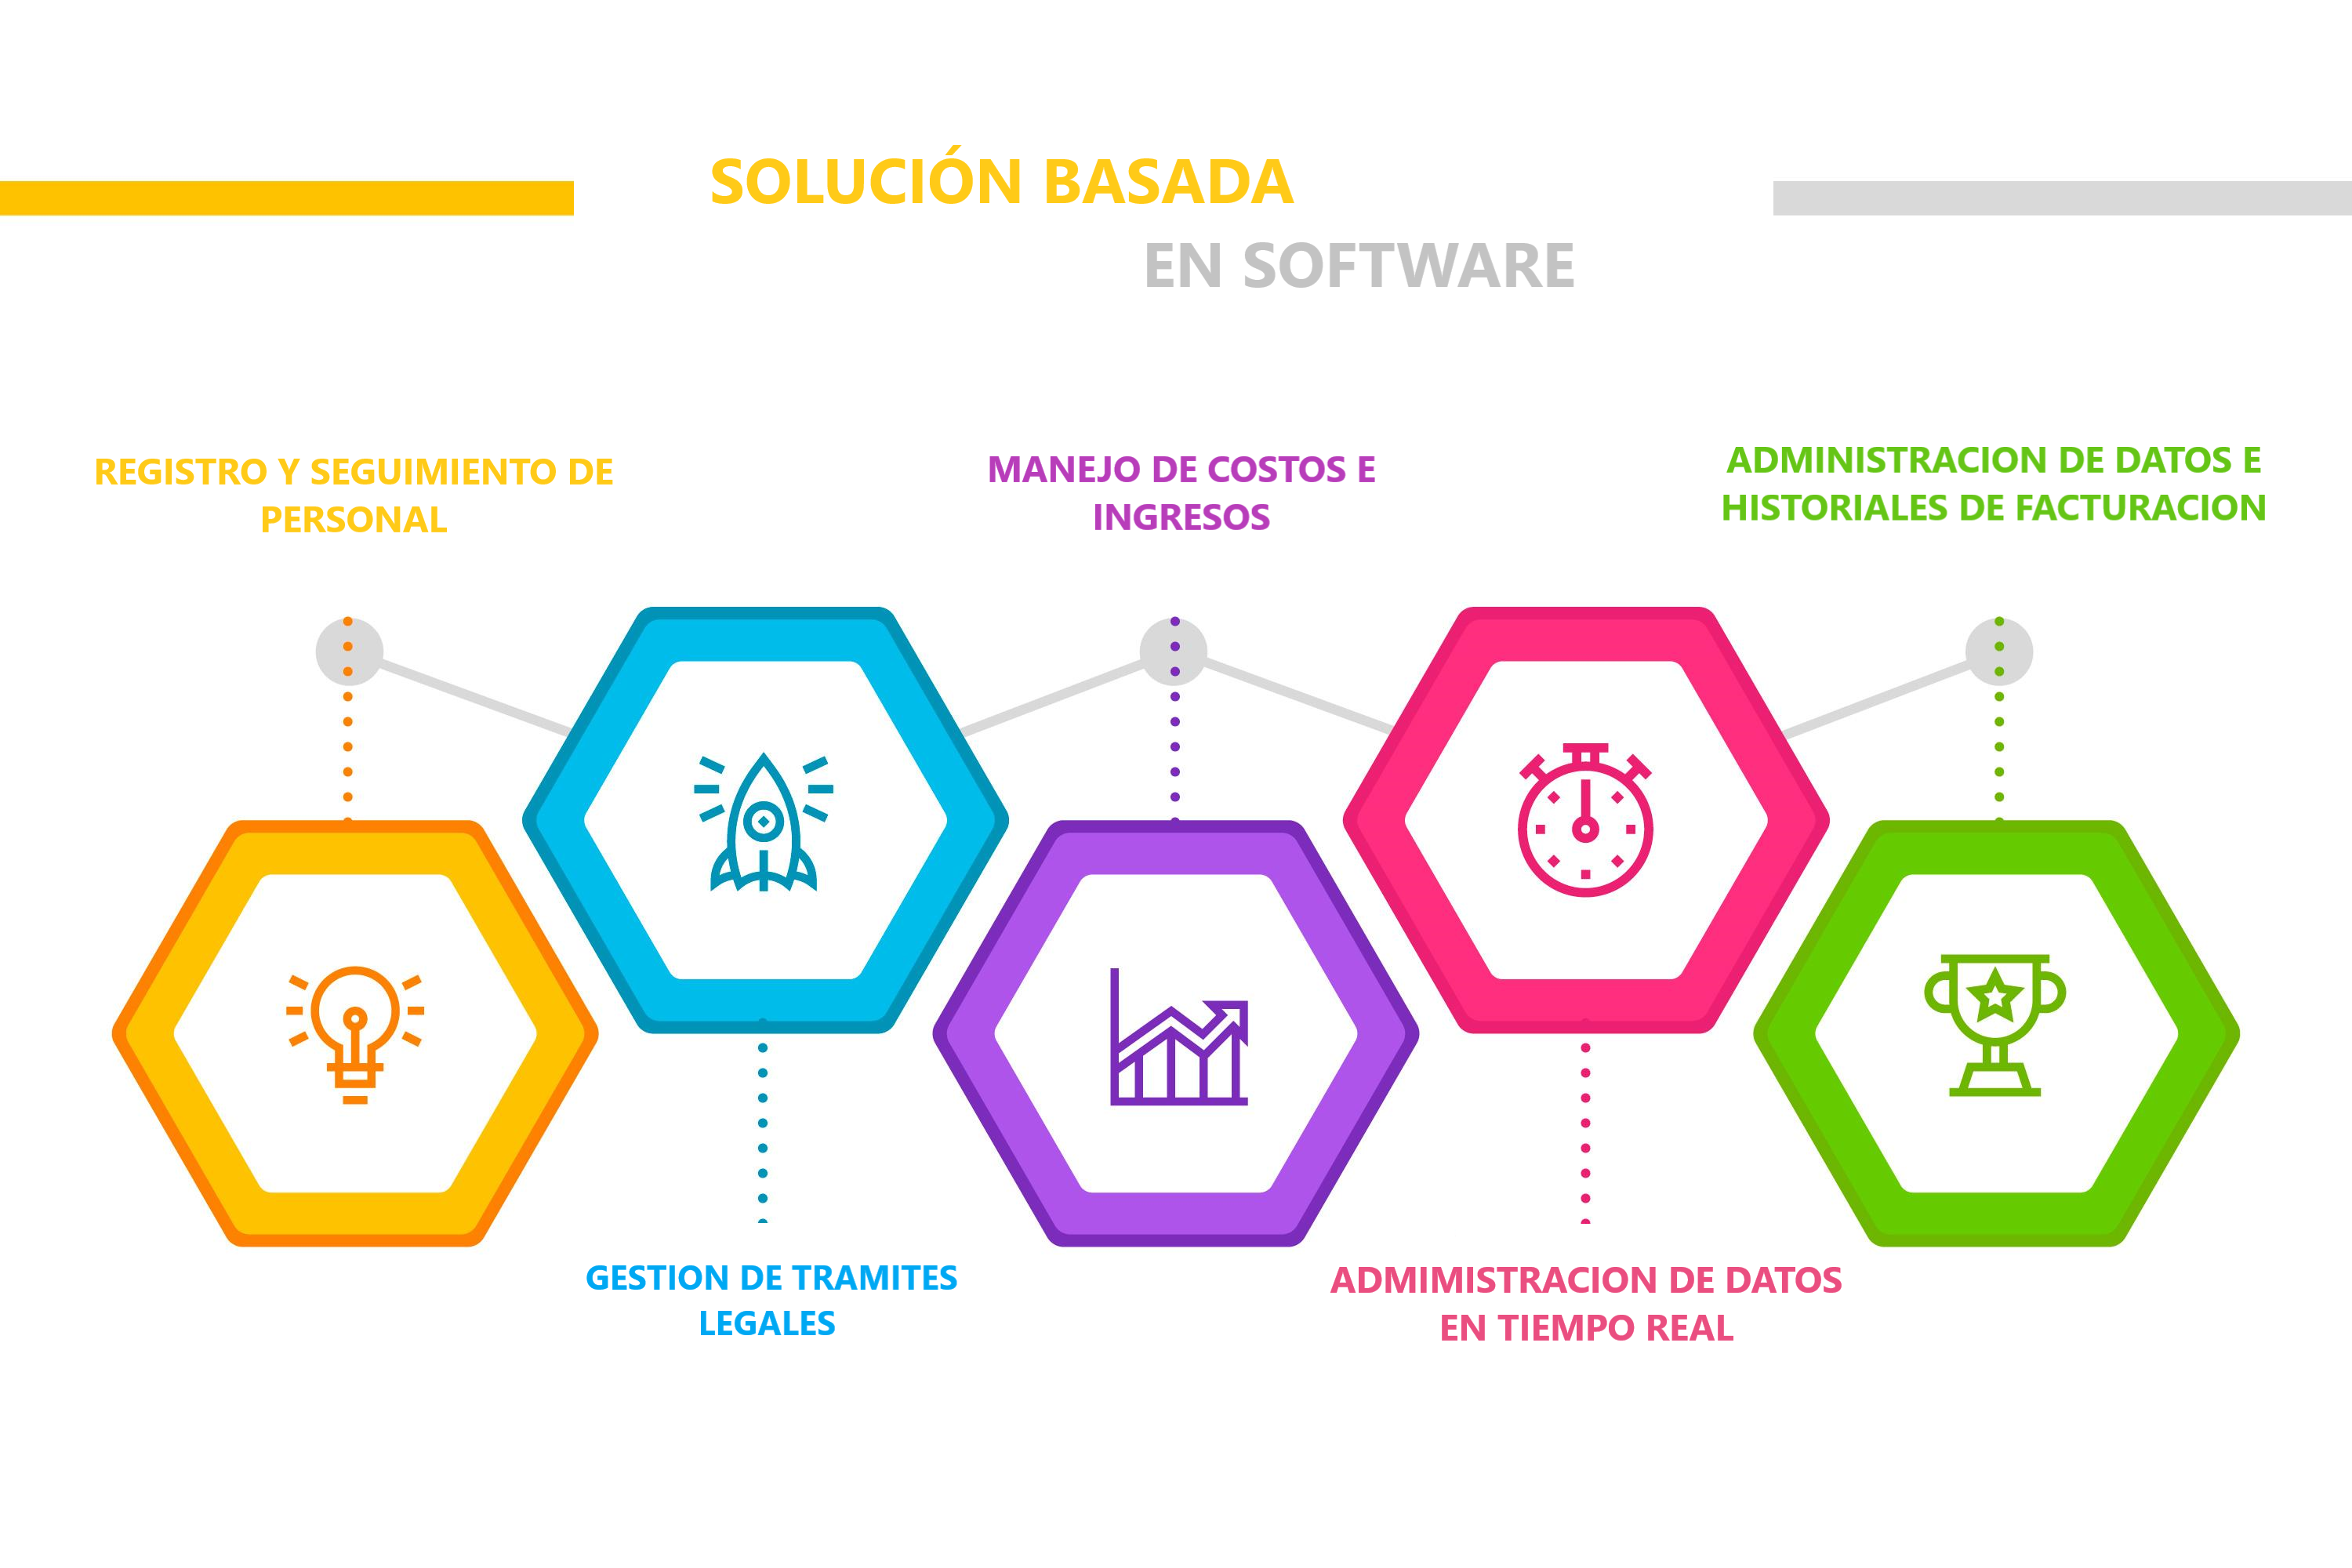 SOLUCIÓN BASADA
EN SOFTWARE
REGISTRO Y SEGUIMIENTO DE
PERSONAL
MANEJO DE COSTOS E
INGRESOS
ADMINISTRACION DE DATOS E
HISTORIALES DE FACTURACION
GESTION DE TRAMITES
LEGALES
ADMIMISTRACION DE DATOS
EN TIEMPO REAL